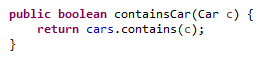 public boolean containsCar(Car c) {
    return cars.contains(c);
}